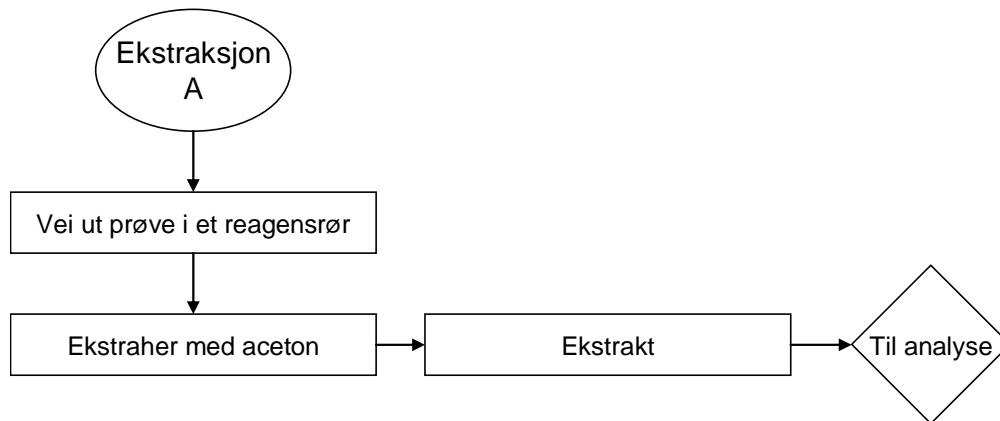 Ekstraksjon
A
Vei ut prøve i et reagensrør
Ekstraher med aceton
Ekstrakt
Til analyse